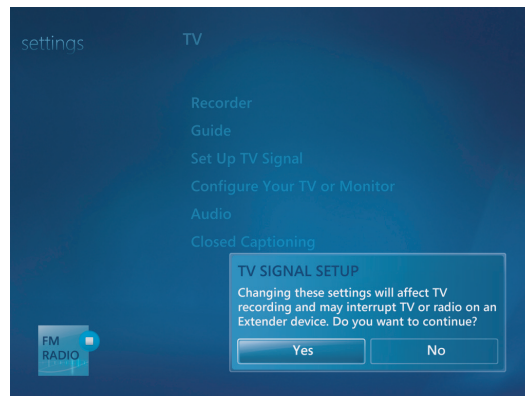 settings
TV
Recorder
Guide
Set Up TV Signal
Configure Your TV or Monitor
Audio
Closed Captioning
TV SIGNAL SETUP
Changing these settings will affect TV
recording and may interrupt TV or radio on an
Extender device. Do you want to continue?
Yes
No
FM
RADIO